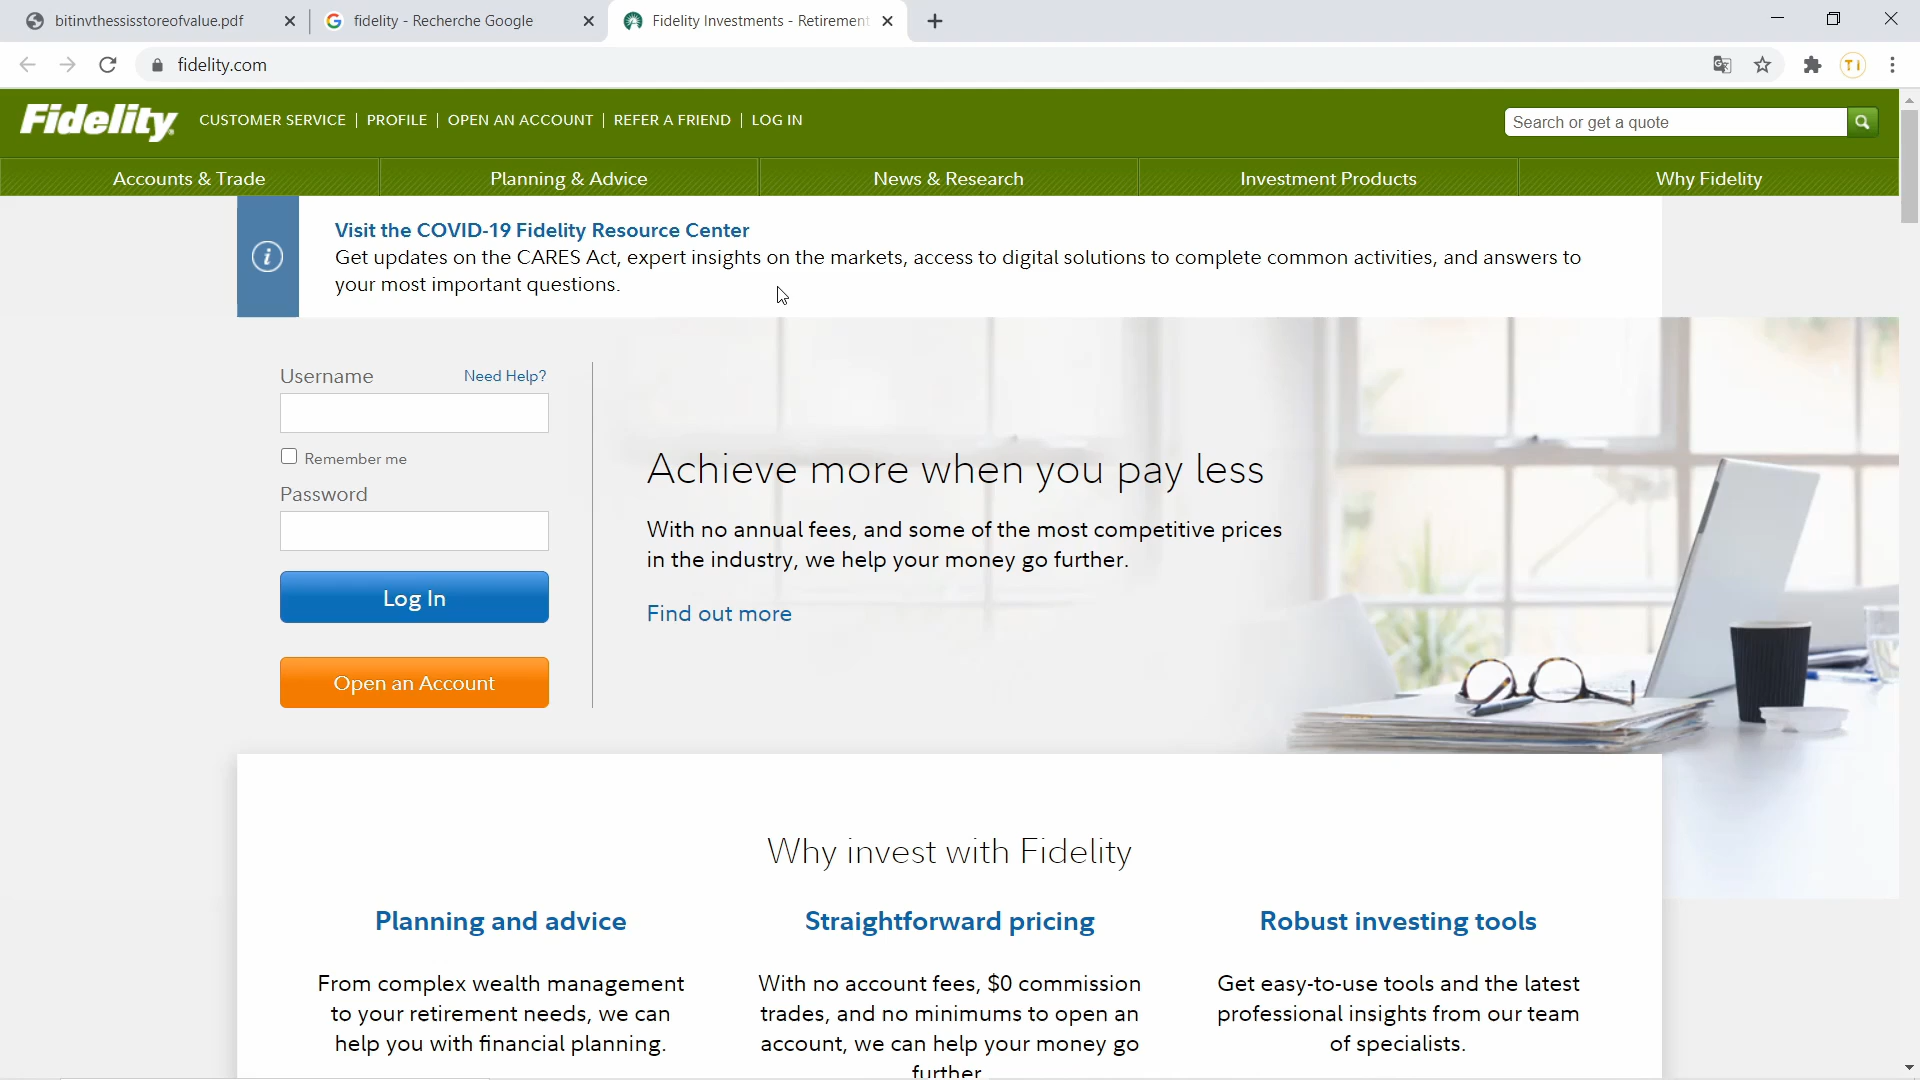 bitinvthessisstoreofvalue.pdf
fidelity - Recherche Google
Fidelity Investments - Retirement
fidelity.com
TI
Fidelity
CUSTOMER SERVICE | PROFILE | OPEN AN ACCOUNT | REFER A FRIEND | LOG IN
Search or get a quote
Accounts & Trade
Planning & Advice
News & Research
Investment Products
Why Fidelity
i
Visit the COVID-19 Fidelity Resource Center
Get updates on the CARES Act, expert insights on the markets, access to digital solutions to complete common activities, and answers to
your most important questions.
Username
Need Help?
Remember me
Password
Log In
Open an Account
Achieve more when you pay less
With no annual fees, and some of the most competitive prices
in the industry, we help your money go further.
Find out more
Why invest with Fidelity
Planning and advice
From complex wealth management
to your retirement needs, we can
help you with financial planning.
Straightforward pricing
With no account fees, $0 commission
trades, and no minimums to open an
account, we can help your money go
further
Robust investing tools
Get easy-to-use tools and the latest
professional insights from our team
of specialists.